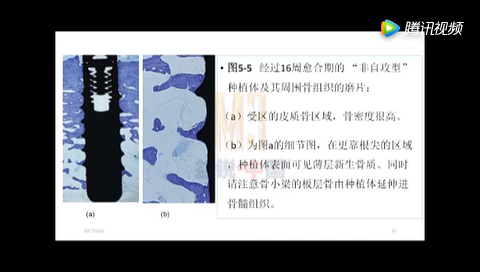 腾讯视频
• 图5-5 经过16周愈合期的“非自攻型”
种植体及其周围骨组织的磨片：
（a）受区的皮质骨区域，骨密度很高。
（b）为图a的细节图，在更靠根尖的区域
，种植体表面可见薄层新生骨质。同时
请注意骨小梁的板层骨由种植体延伸进
骨髓组织。
(a)
(b)